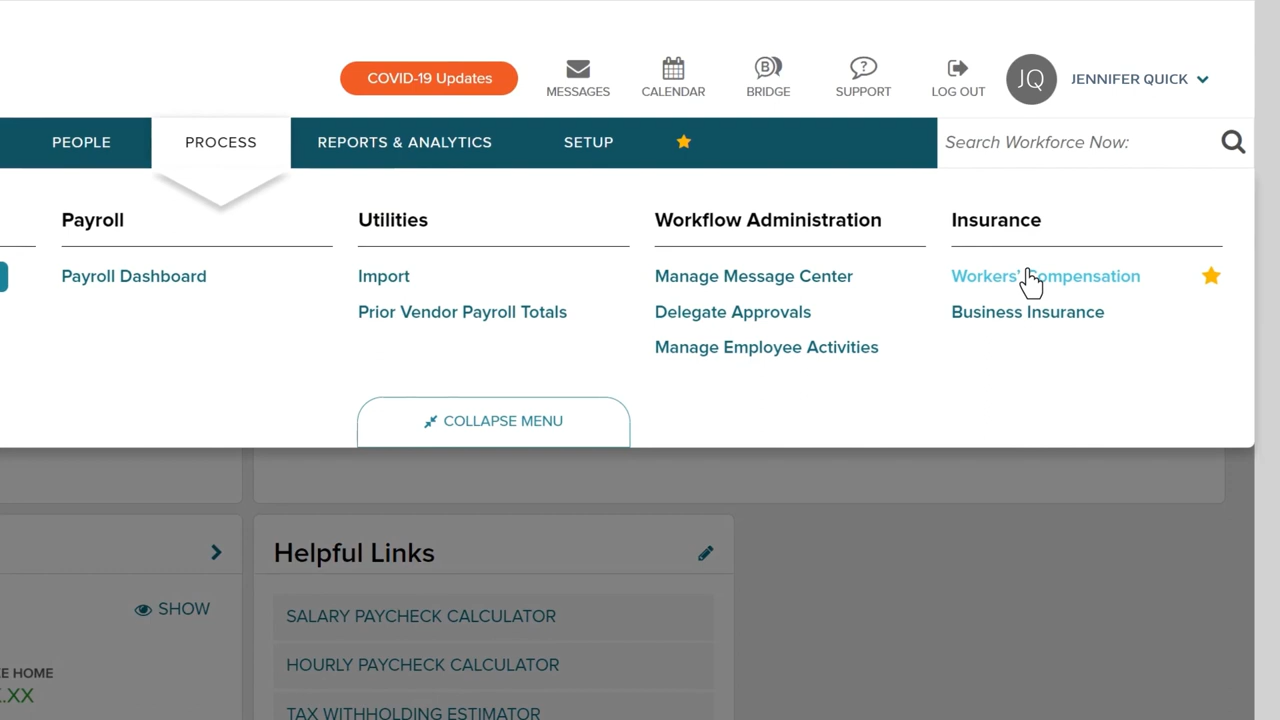 COVID-19 Updates
MESSAGES
CALENDAR
B
BRIDGE
?
SUPPORT
LOG OUT
JQ
JENNIFER QUICK
PEOPLE
PROCESS
REPORTS & ANALYTICS
SETUP
Search Workforce Now:
Payroll
Payroll Dashboard
Utilities
Import
Prior Vendor Payroll Totals
Workflow Administration
Manage Message Center
Delegate Approvals
Manage Employee Activities
Insurance
Workers' Compensation
Business Insurance
COLLAPSE MENU
SHOW
E HOME
.XX
Helpful Links
SALARY PAYCHECK CALCULATOR
HOURLY PAYCHECK CALCULATOR
TAX WITHHOLDING ESTIMATOR